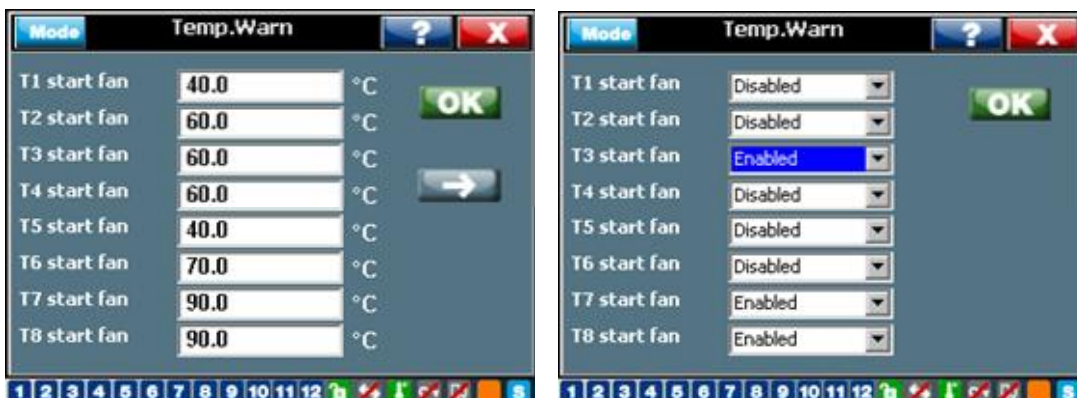 Mode Temp.Warn ? X
T1 start fan 40.0 °C OK
T2 start fan 60.0 °C
T3 start fan 60.0 °C
T4 start fan 60.0 °C
T5 start fan 40.0 °C
T6 start fan 70.0 °C
T7 start fan 90.0 °C
T8 start fan 90.0 °C
1 2 3 4 5 6 7 8 9 10 11 12 S
Mode Temp.Warn ? X
T1 start fan Disabled OK
T2 start fan Disabled
T3 start fan Enabled
T4 start fan Disabled
T5 start fan Disabled
T6 start fan Disabled
T7 start fan Enabled
T8 start fan Enabled
1 2 3 4 5 6 7 8 9 10 11 12 S